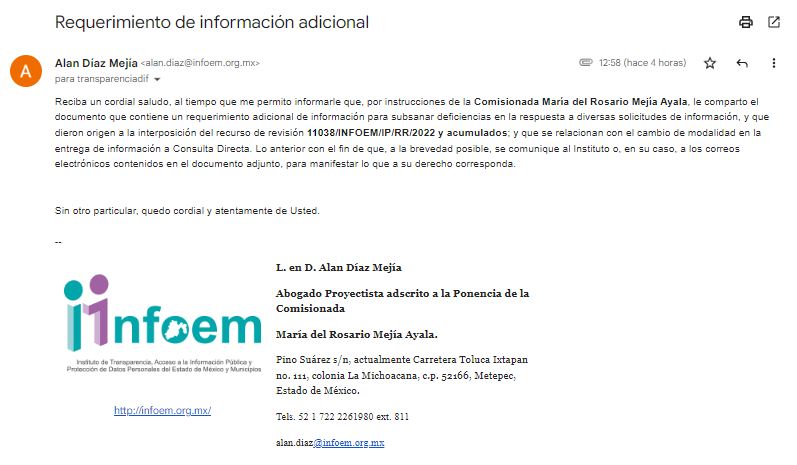 Requerimiento de información adicional
A
Alan Díaz Mejía <alan.diaz@infoem.org.mx>
12:58 (hace 4 horas)
para transparenciadif
Reciba un cordial saludo, al tiempo que me permito informarle que, por instrucciones de la Comisionada María del Rosario Mejía Ayala, le comparto el
documento que contiene un requerimiento adicional de información para subsanar deficiencias en la respuesta a diversas solicitudes de información, y que
dieron origen a la interposición del recurso de revisión 11038/INFOEM/IP/RR/2022 y acumulados; y que se relacionan con el cambio de modalidad en la
entrega de información a Consulta Directa. Lo anterior con el fin de que, a la brevedad posible, se comunique al Instituto o, en su caso, a los correos
electrónicos contenidos en el documento adjunto, para manifestar lo que a su derecho corresponda.
Sin otro particular, quedo cordial y atentamente de Usted.
--
infoem
Instituto de Transparencia, Acceso a la Información Pública y
Protección de Datos Personales del Estado de México y Municipios
http://infoem.org.mx/
L. en D. Alan Díaz Mejía
Abogado Proyectista adscrito a la Ponencia de la
Comisionada
María del Rosario Mejía Ayala.
Pino Suárez s/n, actualmente Carretera Toluca Ixtapan
no. 111, colonia La Michoacana, c.p. 52166, Metepec,
Estado de México.
Tels. 52 1 722 2261980 ext. 811
alan.diaz@infoem.org.mx